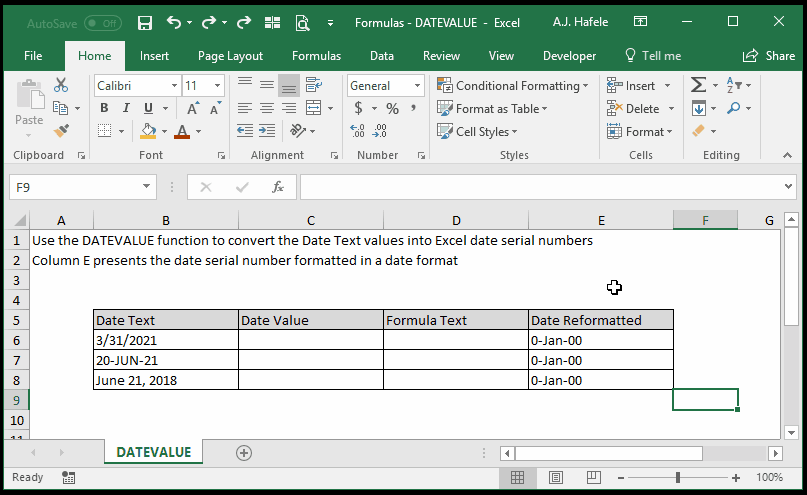 AutoSave Off Formulas - DATEVALUE - Excel A.J. Hafele
File Home Insert Page Layout Formulas Data Review View Developer Tell me Share
Paste Calibri 11 General Conditional Formatting Insert
B I U A A $ % , Format as Table Delete
A .00 Cell Styles Format
Clipboard Font Alignment Number Styles Cells Editing
F9 fx
A B C D E F G
1 Use the DATEVALUE function to convert the Date Text values into Excel date serial numbers
2 Column E presents the date serial number formatted in a date format
3
4
5 Date Text Date Value Formula Text Date Reformatted
6 3/31/2021 0-Jan-00
7 20-JUN-21 0-Jan-00
8 June 21, 2018 0-Jan-00
9
10
DATEVALUE
Ready 100%